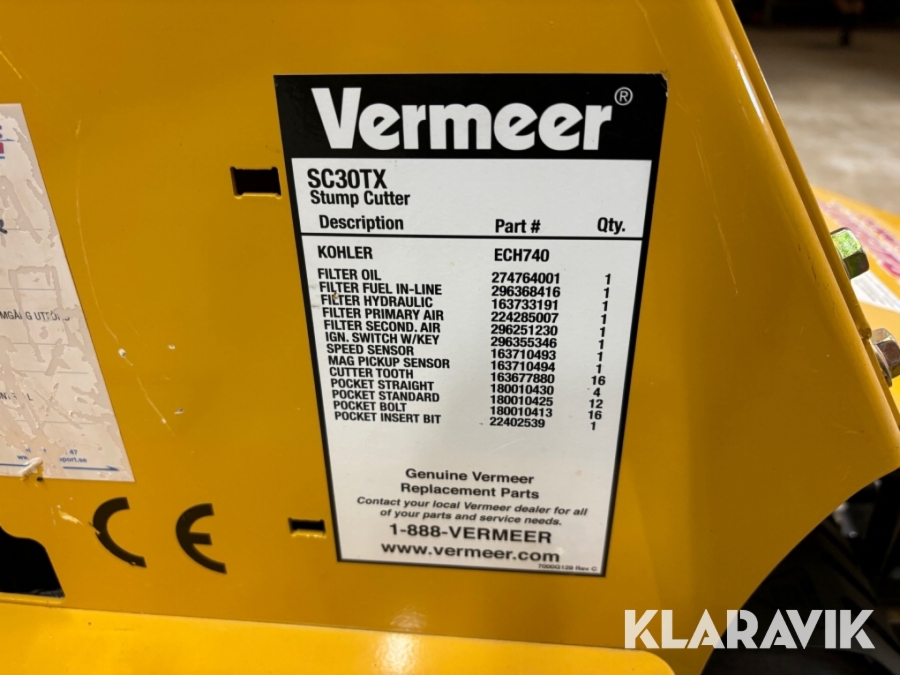 Vermeer®
SC30TX
Stump Cutter
Description Part # Qty.
KOHLER ECH740
FILTER OIL 274764001 1
FILTER FUEL IN-LINE 296368416 1
FILTER HYDRAULIC 163733191 1
FILTER PRIMARY AIR 224285007 1
FILTER SECOND. AIR 296251230 1
IGN. SWITCH W/KEY 296355346 1
SPEED SENSOR 163710493 1
MAG PICKUP SENSOR 163710494 1
CUTTER TOOTH 163677880 16
POCKET STRAIGHT 180010430 4
POCKET STANDARD 180010425 12
POCKET BOLT 180010413 16
POCKET INSERT BIT 22402539 1
Genuine Vermeer
Replacement Parts
Contact your local Vermeer dealer for all
of your parts and service needs.
1-888-VERMEER
www.vermeer.com
CE
KLARAVIK